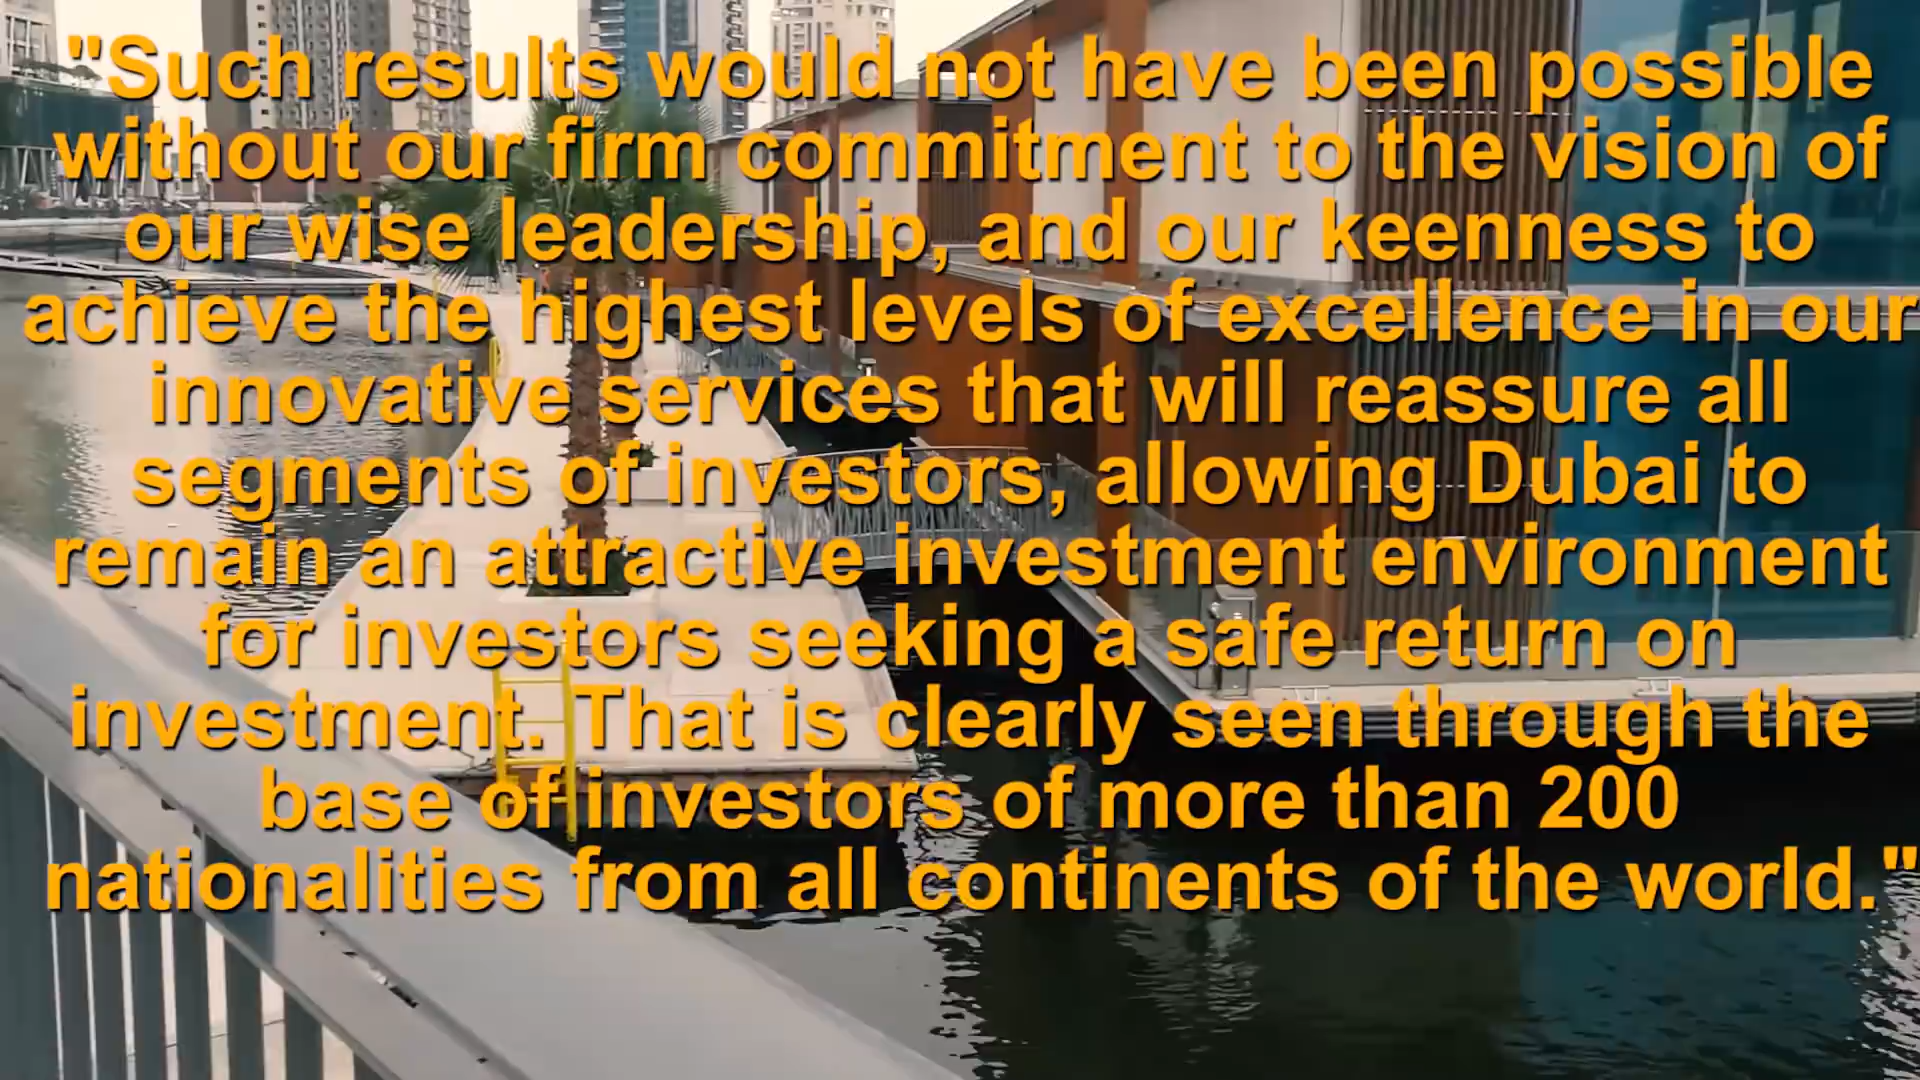 "Such results would not have been possible
without our firm commitment to the vision of
our wise leadership, and our keenness to
achieve the highest levels of excellence in our
innovative services that will reassure all
segments of investors, allowing Dubai to
remain an attractive investment environment
for investors seeking a safe return on
investment. That is clearly seen through the
base of investors of more than 200
nationalities from all continents of the world."